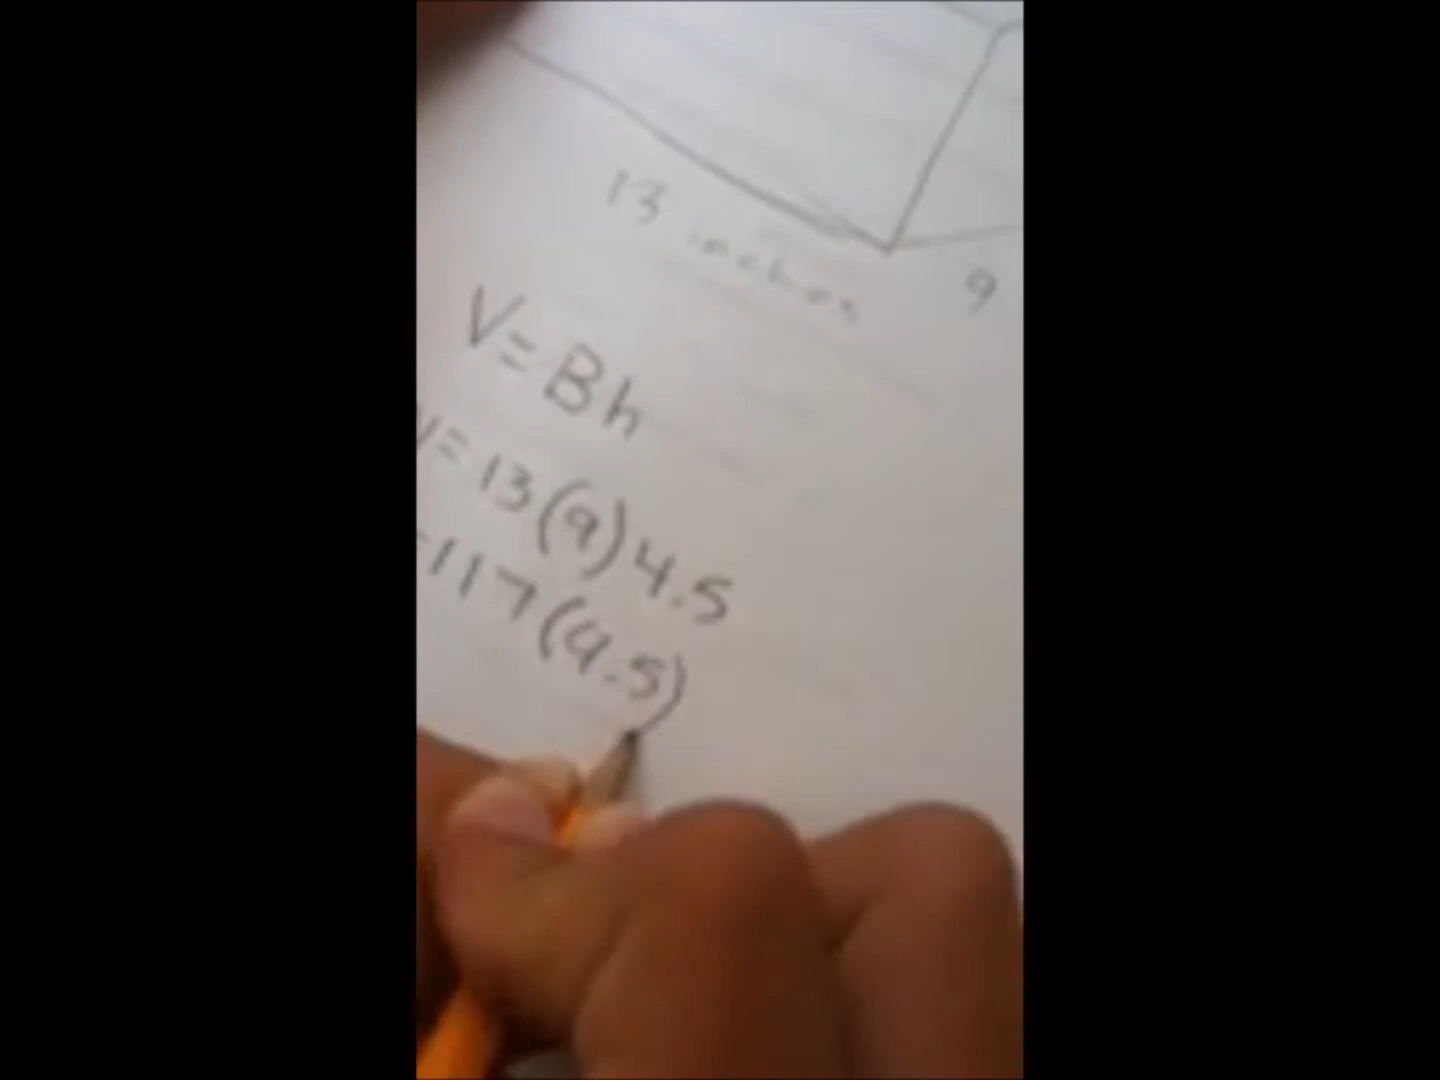 13 inches
9
V = Bh
V = 13(9)4.5
= 117(4.5)